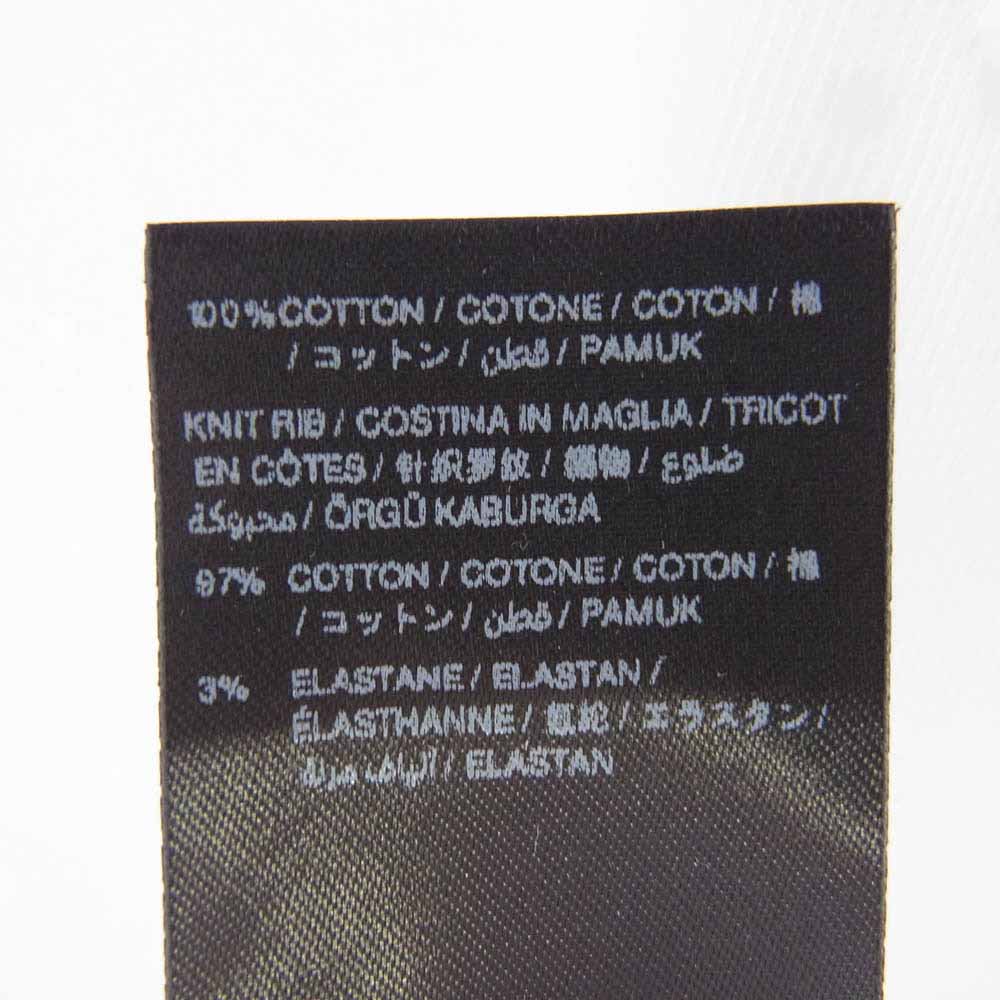 100% COTTON / COTONE / COTON / 棉
/ コットン / قطن / PAMUK
KNIT RIB / COSTINA IN MAGLIA / TRICOT
EN CÔTES / 针织罗纹 / 編物 / ضلوع
محبوكة / ÖRGÜ KABURGA
97% COTTON / COTONE / COTON / 棉
/ コットン / قطن / PAMUK
3% ELASTANE / ELASTAN /
ÉLASTHANNE / 氨纶 / エラスタン /
ألياف مرنة / ELASTAN